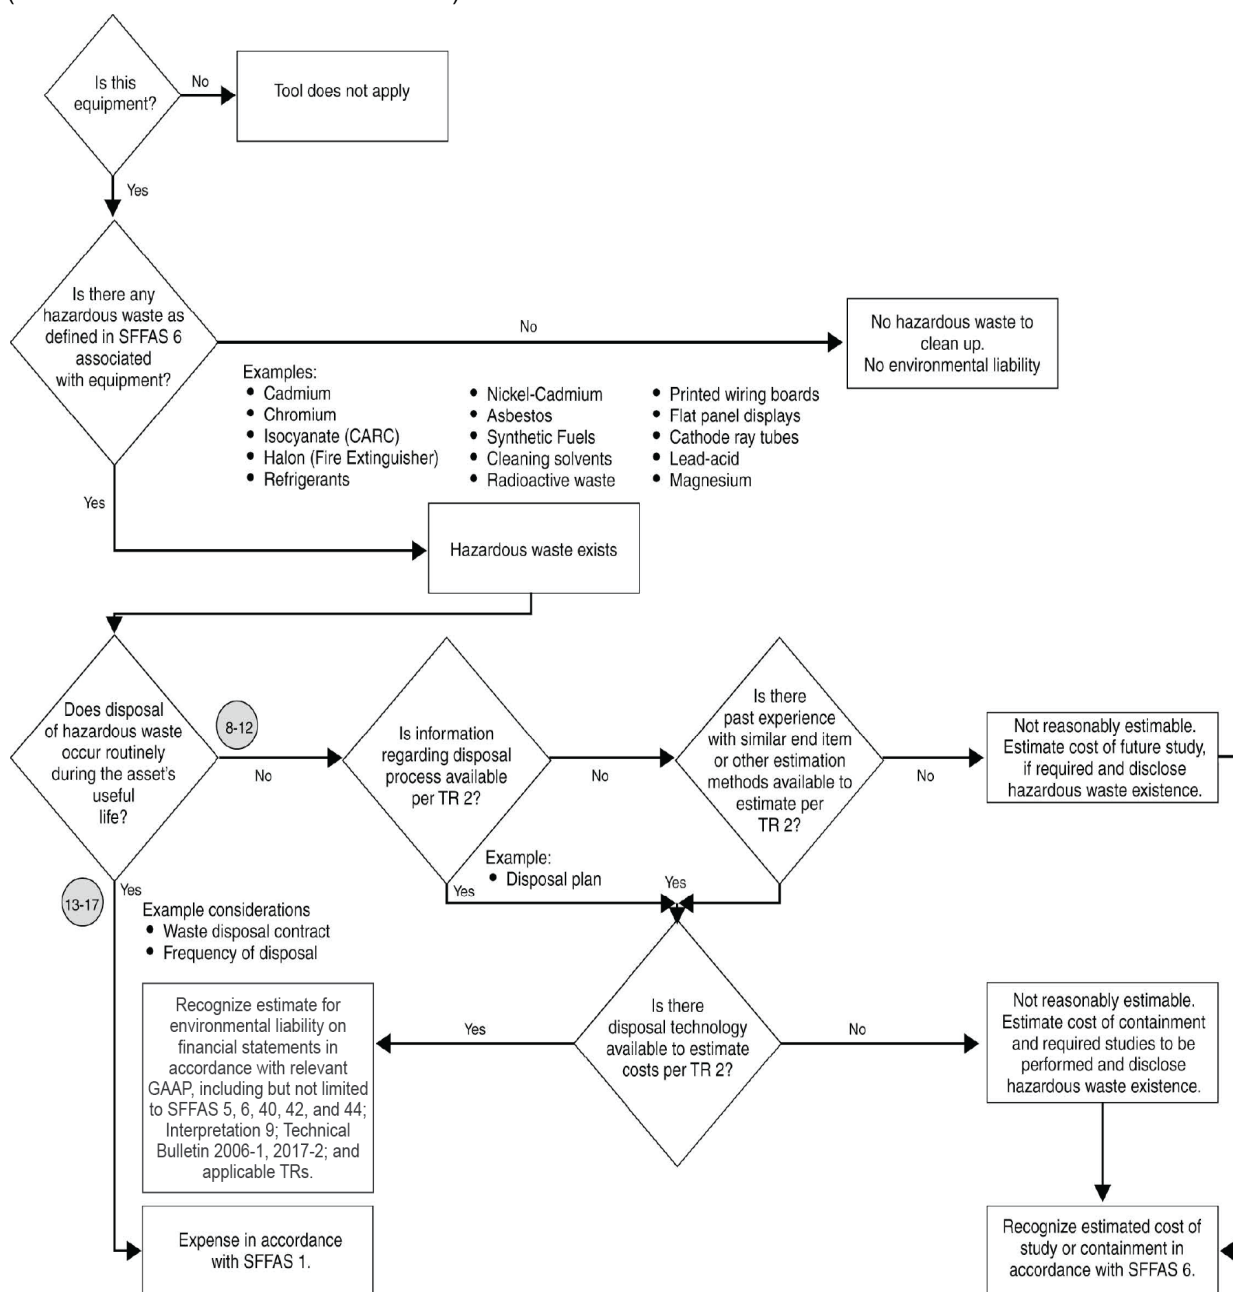 Is this
equipment?
No
Tool does not apply
Yes
Is there any
hazardous waste as
defined in SFFAS 6
associated
with equipment?
No
No hazardous waste to
clean up.
No environmental liability
Examples:
• Cadmium
• Chromium
• Isocyanate (CARC)
• Halon (Fire Extinguisher)
• Refrigerants
• Nickel-Cadmium
• Asbestos
• Synthetic Fuels
• Cleaning solvents
• Radioactive waste
• Printed wiring boards
• Flat panel displays
• Cathode ray tubes
• Lead-acid
• Magnesium
Yes
Hazardous waste exists
Does disposal
of hazardous waste
occur routinely
during the asset's
useful
life?
8-12
No
Is information
regarding disposal
process available
per TR 2?
No
Is there
past experience
with similar end item
or other estimation
methods available to
estimate per
TR 2?
No
Not reasonably estimable.
Estimate cost of future study,
if required and disclose
hazardous waste existence.
Example:
• Disposal plan
Yes
Yes
Yes
13-17
Example considerations
• Waste disposal contract
• Frequency of disposal
Recognize estimate for
environmental liability on
financial statements in
accordance with relevant
GAAP, including but not limited
to SFFAS 5, 6, 40, 42, and 44;
Interpretation 9; Technical
Bulletin 2006-1, 2017-2; and
applicable TRs.
Yes
Is there
disposal technology
available to estimate
costs per TR 2?
No
Not reasonably estimable.
Estimate cost of containment
and required studies to be
performed and disclose
hazardous waste existence.
Expense in accordance
with SFFAS 1.
Recognize estimated cost of
study or containment in
accordance with SFFAS 6.